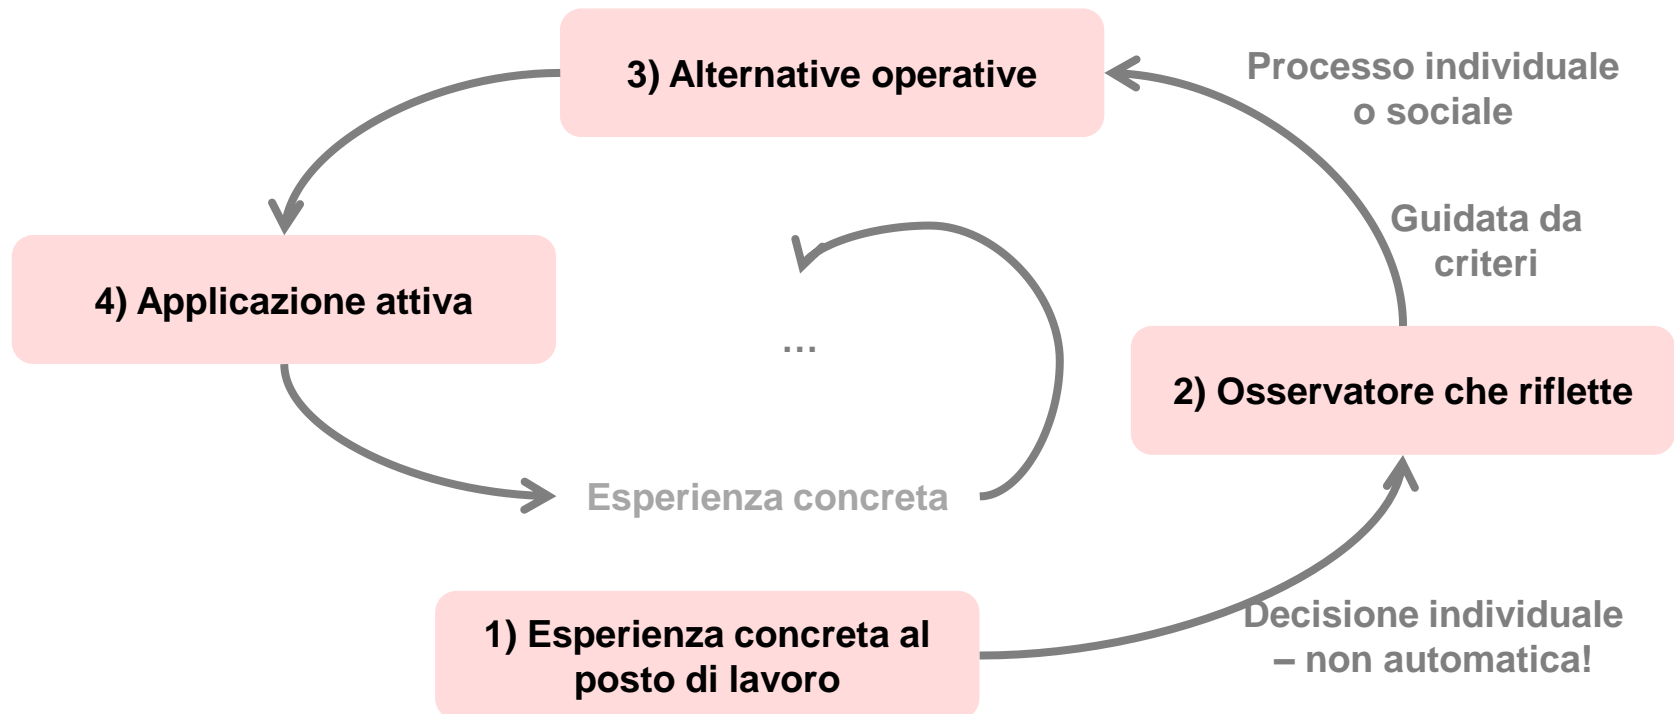 3) Alternative operative
Processo individuale
o sociale
Guidata da
criteri
4) Applicazione attiva
…
2) Osservatore che riflette
Esperienza concreta
1) Esperienza concreta al
posto di lavoro
Decisione individuale
– non automatica!